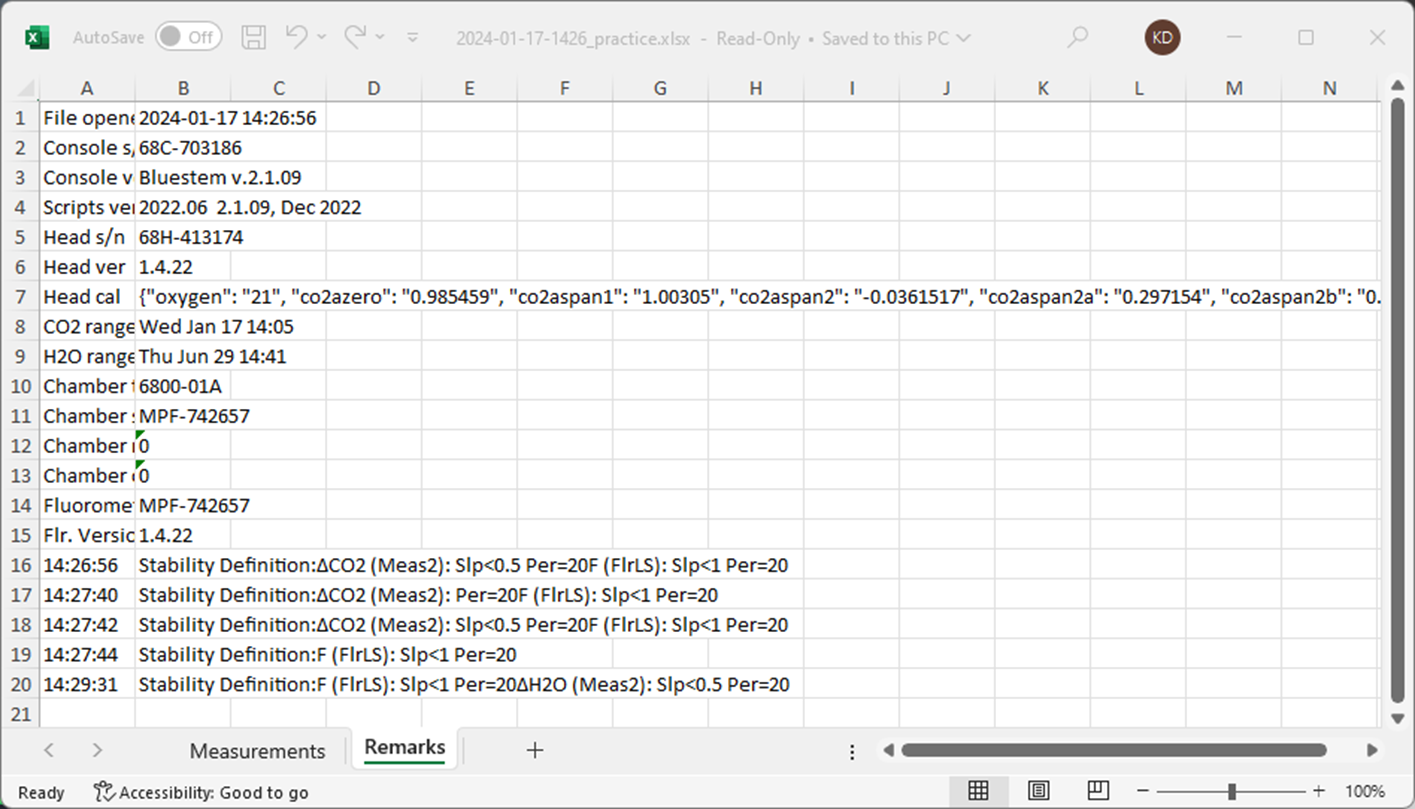 AutoSave Off 2024-01-17-1426_practice.xlsx - Read-Only • Saved to this PC KD
A B C D E F G H I J K L M N
1 File opene 2024-01-17 14:26:56
2 Console s/ 68C-703186
3 Console v Bluestem v.2.1.09
4 Scripts ver 2022.06 2.1.09, Dec 2022
5 Head s/n 68H-413174
6 Head ver 1.4.22
7 Head cal {"oxygen": "21", "co2azero": "0.985459", "co2aspan1": "1.00305", "co2aspan2": "-0.0361517", "co2aspan2a": "0.297154", "co2aspan2b": "0.
8 CO2 range Wed Jan 17 14:05
9 H2O range Thu Jun 29 14:41
10 Chamber t 6800-01A
11 Chamber s MPF-742657
12 Chamber r 0
13 Chamber c 0
14 Fluoromet MPF-742657
15 Flr. Versio 1.4.22
16 14:26:56 Stability Definition:ΔCO2 (Meas2): Slp<0.5 Per=20F (FlrLS): Slp<1 Per=20
17 14:27:40 Stability Definition:ΔCO2 (Meas2): Per=20F (FlrLS): Slp<1 Per=20
18 14:27:42 Stability Definition:ΔCO2 (Meas2): Slp<0.5 Per=20F (FlrLS): Slp<1 Per=20
19 14:27:44 Stability Definition:F (FlrLS): Slp<1 Per=20
20 14:29:31 Stability Definition:F (FlrLS): Slp<1 Per=20ΔH2O (Meas2): Slp<0.5 Per=20
21
Measurements Remarks
Ready Accessibility: Good to go 100%